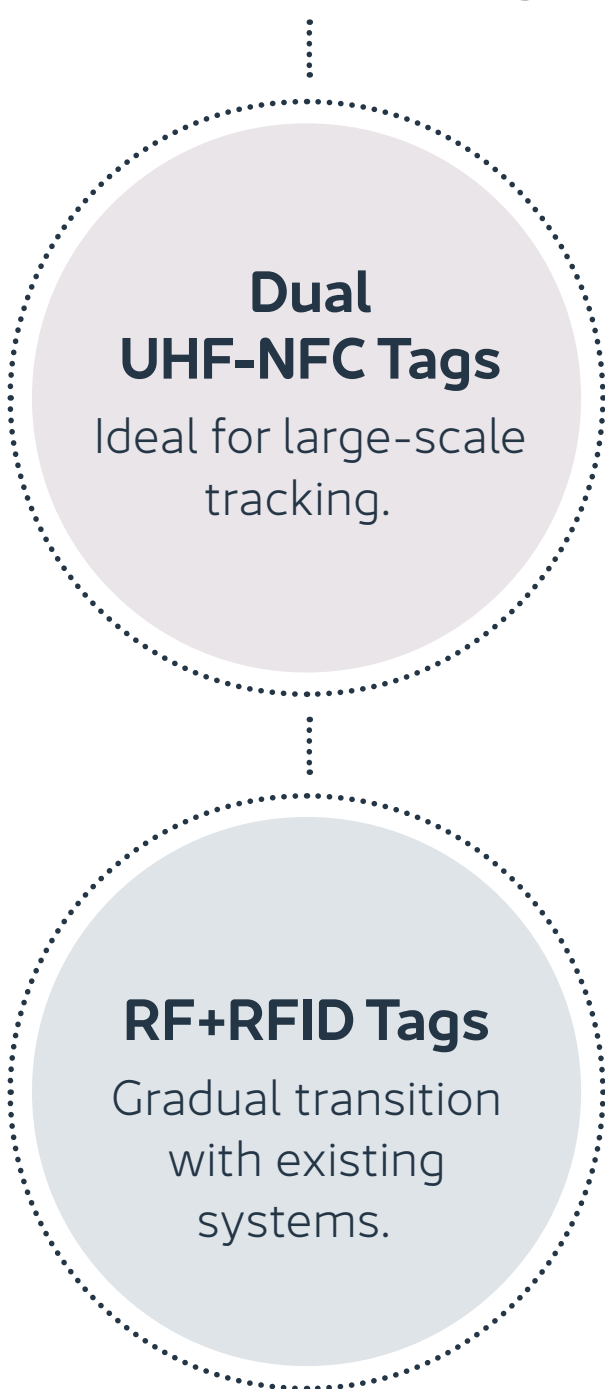 Dual
UHF-NFC Tags
Ideal for large-scale
tracking.
RF+RFID Tags
Gradual transition
with existing
systems.